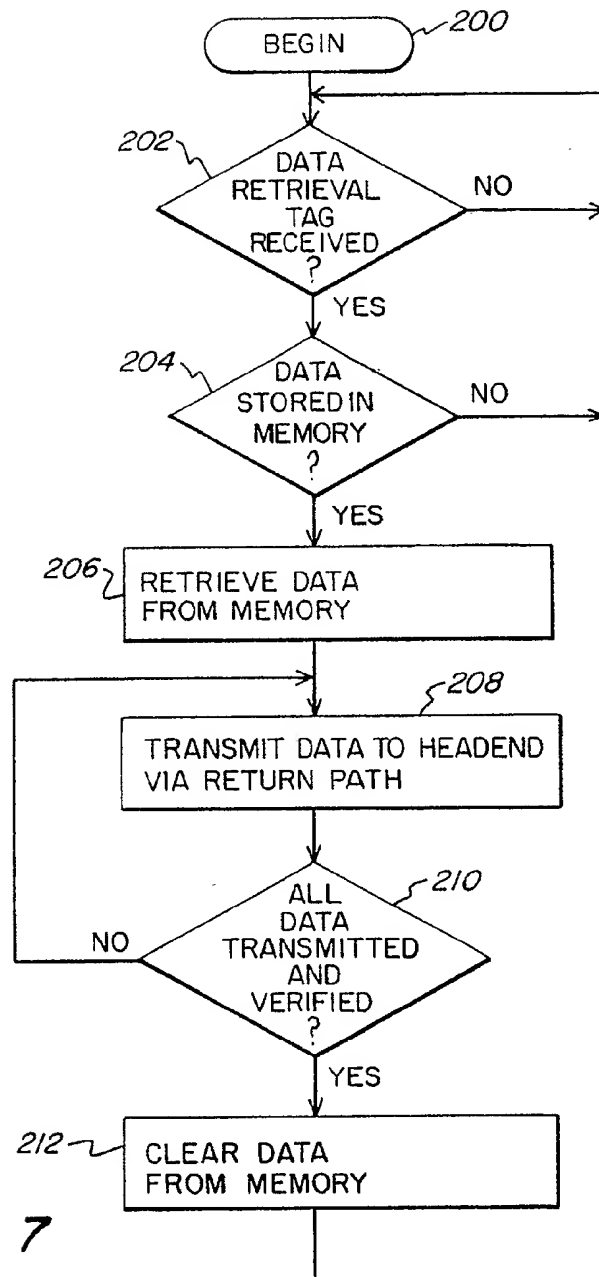 BEGIN
200
202
DATA
RETRIEVAL
TAG
RECEIVED
?
NO
YES
204
DATA
STORED IN
MEMORY
?
NO
YES
206
RETRIEVE DATA
FROM MEMORY
208
TRANSMIT DATA TO HEADEND
VIA RETURN PATH
210
ALL
DATA
TRANSMITTED
AND
VERIFIED
?
NO
YES
212
CLEAR DATA
FROM MEMORY
7